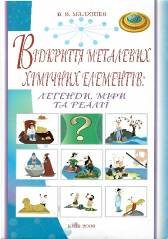 В. В. МАЛИШЕВ
ВІДКРИТТЯ МЕТАЛЕВИХ
ХІМІЧНИХ ЕЛЕМЕНТІВ:
ЛЕГЕНДИ, МІФИ
ТА РЕАЛІЇ
?